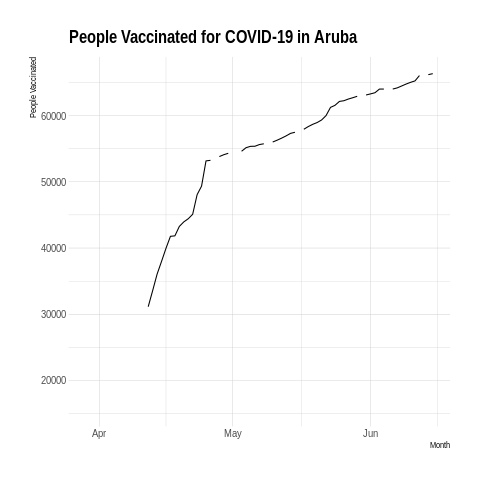 People Vaccinated for COVID-19 in Aruba
People Vaccinated
60000
50000
40000
30000
20000
Apr
May
Jun
Month